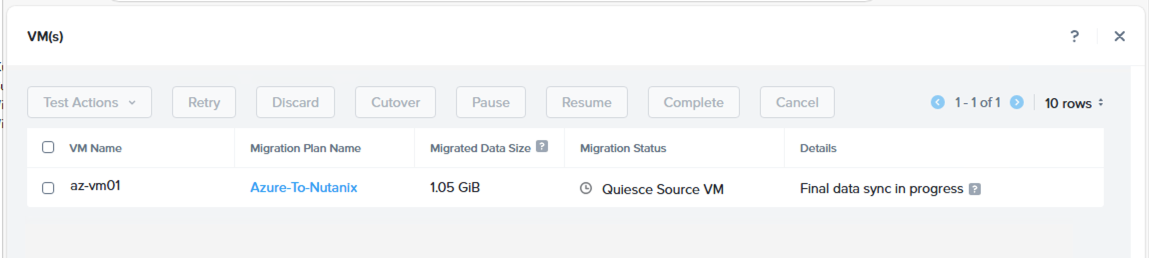 VM(s)
?
Test Actions Retry Discard Cutover Pause Resume Complete Cancel 1 - 1 of 1 10 rows
VM Name Migration Plan Name Migrated Data Size ? Migration Status Details
az-vm01 Azure-To-Nutanix 1.05 GiB Quiesce Source VM Final data sync in progress ?